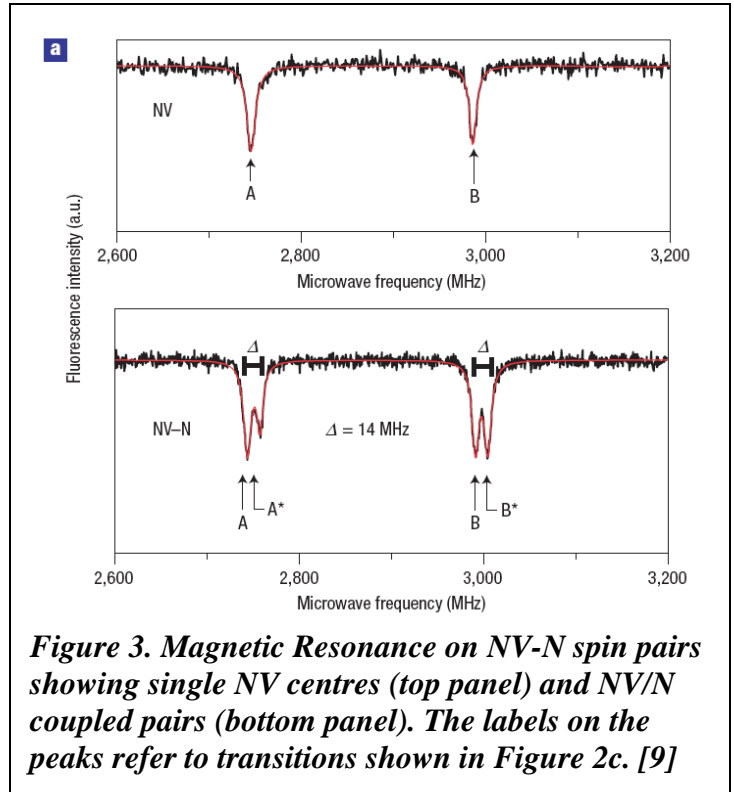 a
Fluorescence intensity (a.u.)
NV
A
B
2,600 2,800 3,000 3,200
Microwave frequency (MHz)
Δ Δ
NV–N Δ = 14 MHz
A A* B B*
2,600 2,800 3,000 3,200
Microwave frequency (MHz)
Figure 3. Magnetic Resonance on NV-N spin pairs
showing single NV centres (top panel) and NV/N
coupled pairs (bottom panel). The labels on the
peaks refer to transitions shown in Figure 2c. [9]